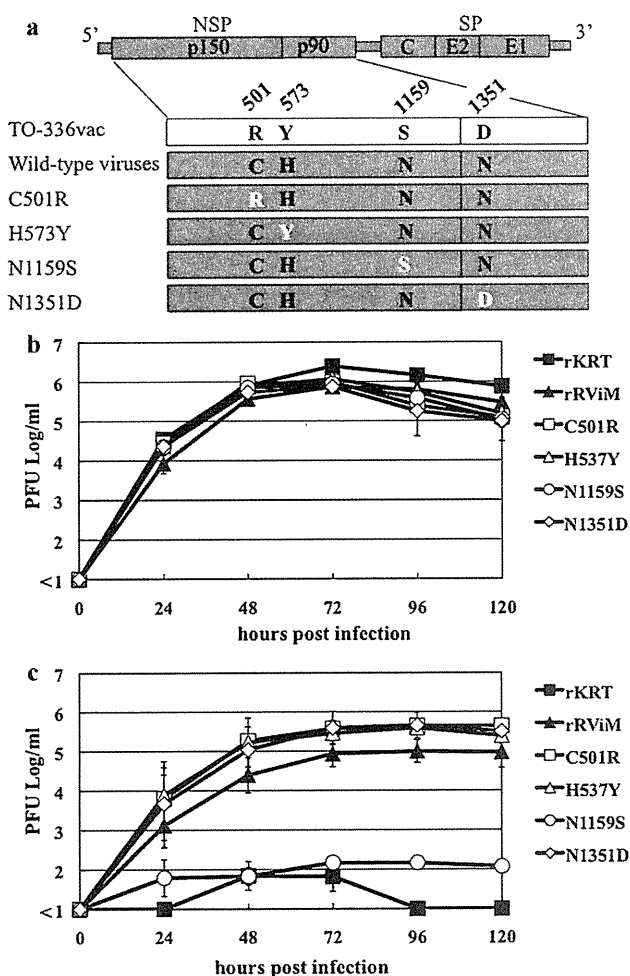 a
5’ NSP SP 3’
p150 p90 C E2 E1
501 573 1159 1351
TO-336vac R Y S D
Wild-type viruses C H N N
C501R R H N N
H573Y C Y N N
N1159S C H S N
N1351D C H N D
b
7
6
5
4
3
2
<1
PFU Log/ml
0 24 48 72 96 120
hours post infection
rKRT
rRViM
C501R
H537Y
N1159S
N1351D
c
7
6
5
4
3
2
<1
PFU Log/ml
0 24 48 72 96 120
hours post infection
rKRT
rRViM
C501R
H537Y
N1159S
N1351D